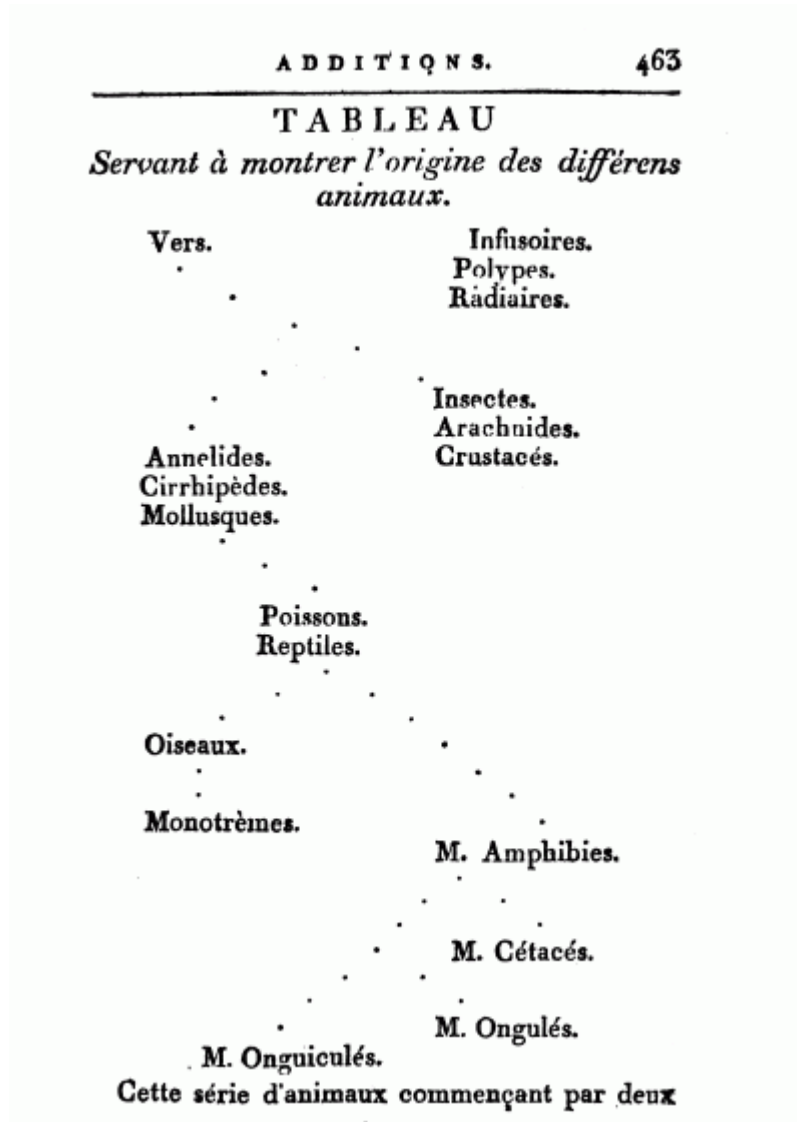 ADDITIONS. 463
TABLEAU
Servant à montrer l'origine des différens
animaux.
Vers. Infusoires.
Polypes.
Radiaires.
Insectes.
Arachnides.
Annelides. Crustacés.
Cirrhipèdes.
Mollusques.
Poissons.
Reptiles.
Oiseaux.
Monotrèmes.
M. Amphibies.
M. Cétacés.
M. Ongulés.
M. Onguiculés.
Cette série d'animaux commençant par deux